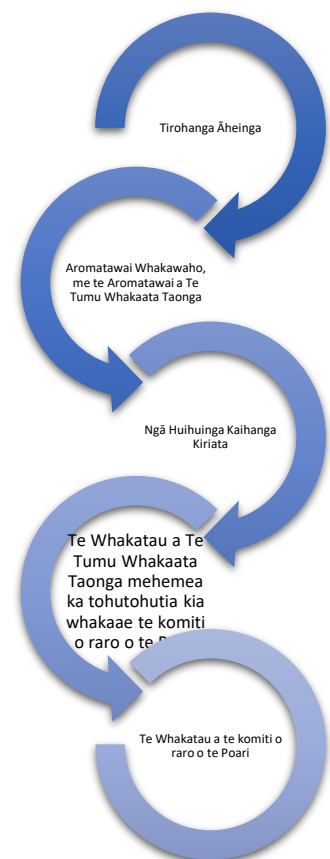 Tirohanga Āheinga
Aromatawai Whakawaho,
me te Aromatawai a Te
Tumu Whakaata Taonga
Ngā Huihuinga Kaihanga
Kiriata
Te Whakatau a Te
Tumu Whakaata
Taonga mehemea
ka tohutohutia kia
whakaae te komiti
o raro o te
Te Whakatau a te komiti o
raro o te Poari